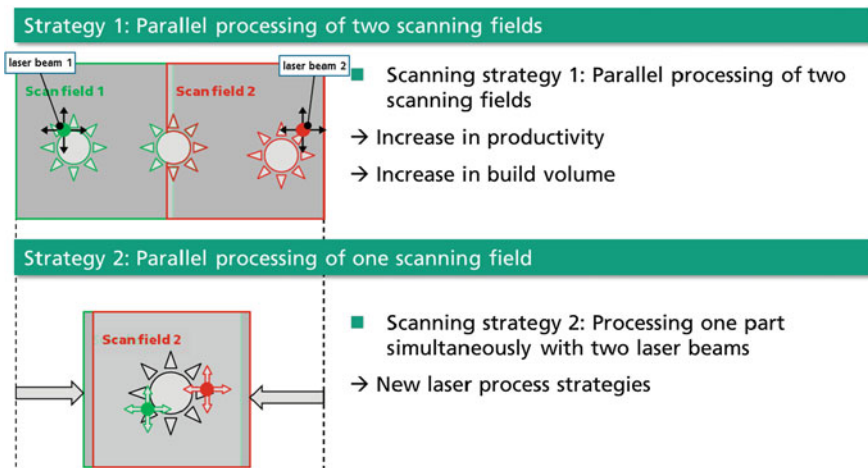 Strategy 1: Parallel processing of two scanning fields
laser beam 1
laser beam 2
Scan field 1
Scan field 2
■ Scanning strategy 1: Parallel processing of two
scanning fields
→ Increase in productivity
→ Increase in build volume
Strategy 2: Parallel processing of one scanning field
Scan field 2
■ Scanning strategy 2: Processing one part
simultaneously with two laser beams
→ New laser process strategies